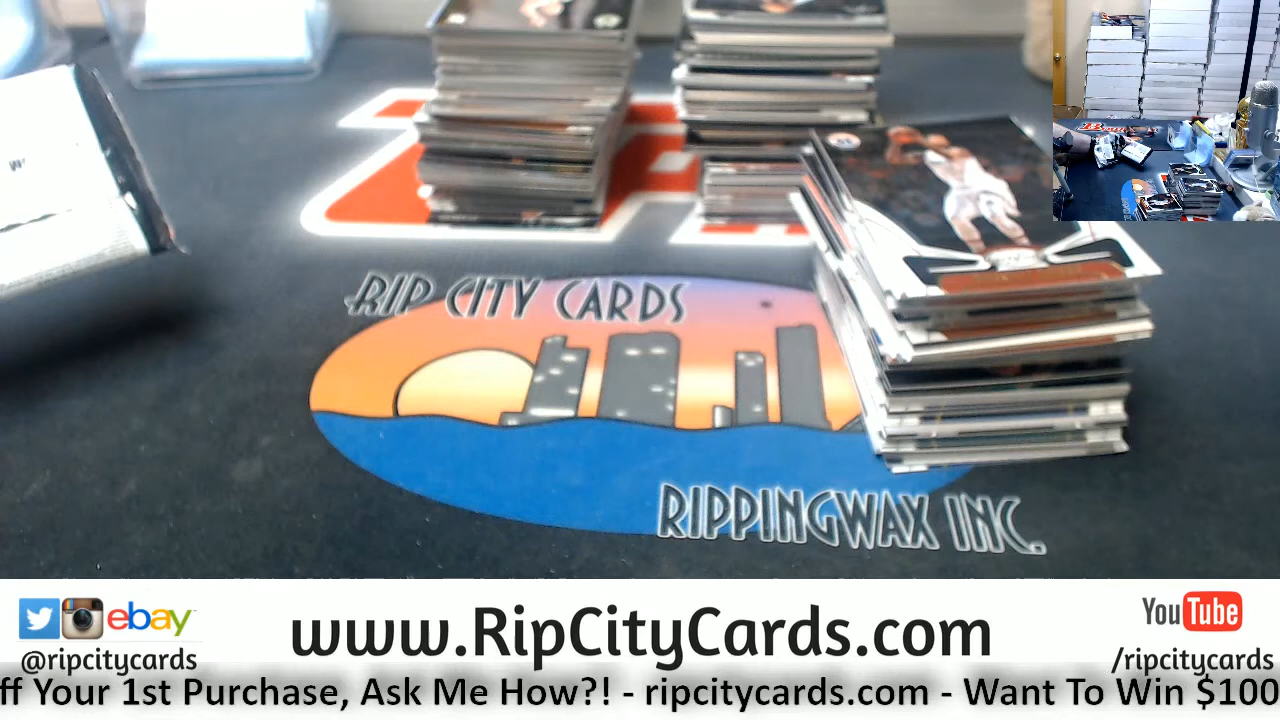 RIP CITY CARDS
RIPPINGWAX INC.
ebay
@ripcitycards
www.RipCityCards.com
YouTube
/ripcitycards
ff Your 1st Purchase, Ask Me How?! - ripcitycards.com - Want To Win $100